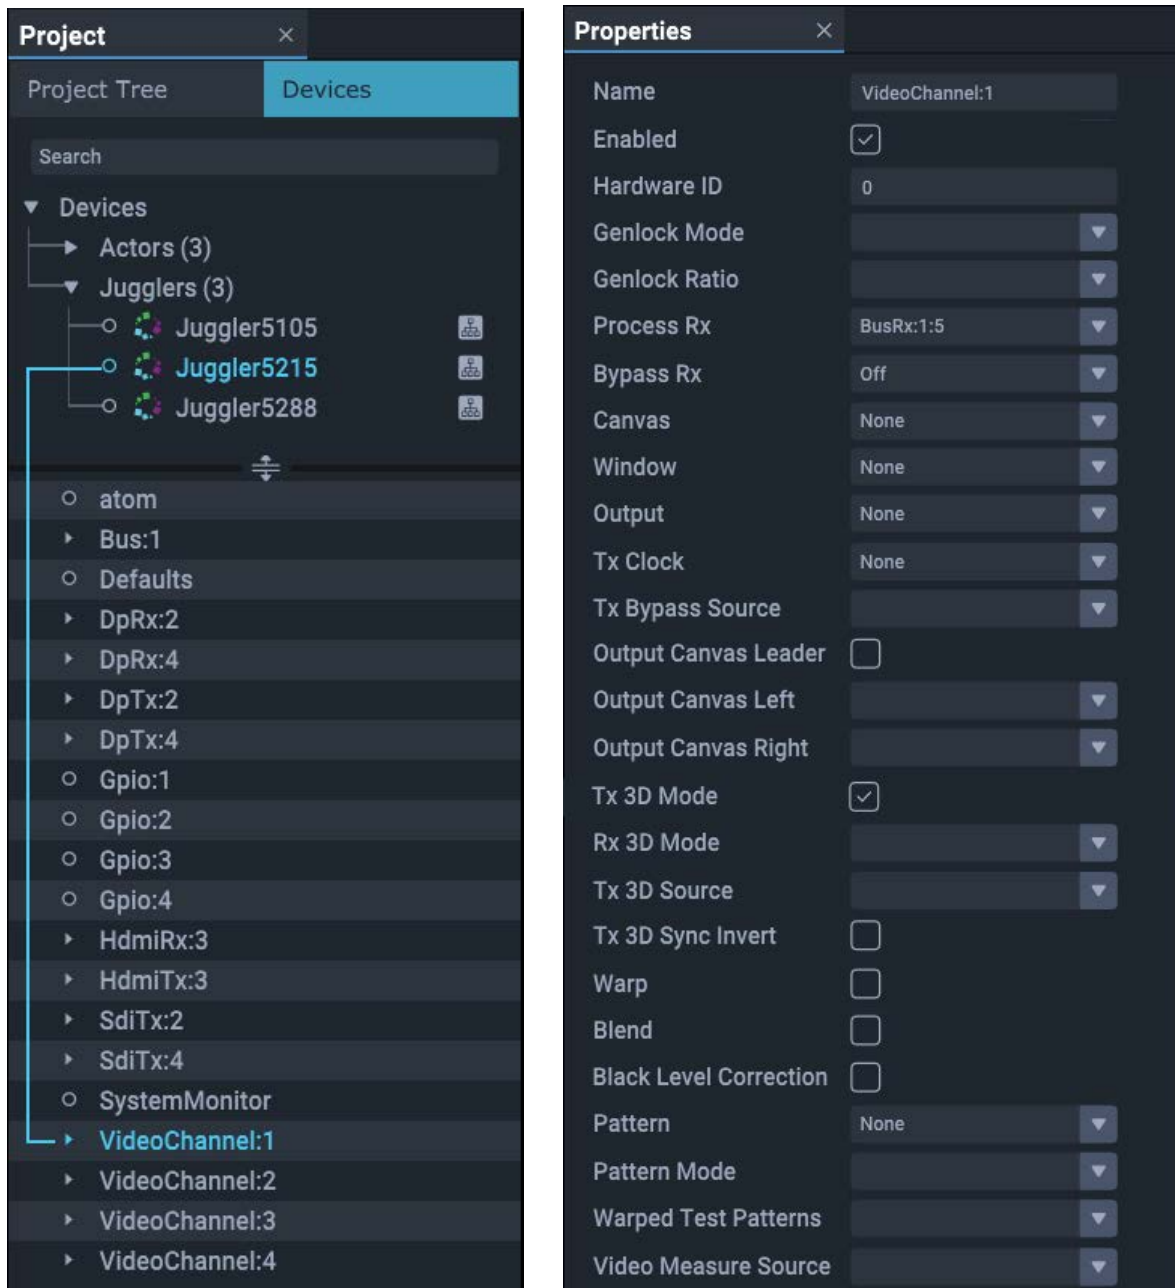 Project
Project Tree Devices
Search
Devices
Actors (3)
Jugglers (3)
Juggler5105
Juggler5215
Juggler5288
atom
Bus:1
Defaults
DpRx:2
DpRx:4
DpTx:2
DpTx:4
Gpio:1
Gpio:2
Gpio:3
Gpio:4
HdmiRx:3
HdmiTx:3
SdiTx:2
SdiTx:4
SystemMonitor
VideoChannel:1
VideoChannel:2
VideoChannel:3
VideoChannel:4
Properties
Name VideoChannel:1
Enabled
Hardware ID 0
Genlock Mode
Genlock Ratio
Process Rx BusRx:1:5
Bypass Rx Off
Canvas None
Window None
Output None
Tx Clock None
Tx Bypass Source
Output Canvas Leader
Output Canvas Left
Output Canvas Right
Tx 3D Mode
Rx 3D Mode
Tx 3D Source
Tx 3D Sync Invert
Warp
Blend
Black Level Correction
Pattern None
Pattern Mode
Warped Test Patterns
Video Measure Source